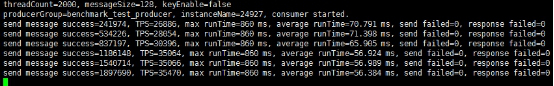 threadCount=2000, messageSize=128, keyEnable=false
producerGroup=benchmark_test_producer, instanceName=24927, consumer started.
send message success=241974, TPS=26886, max runTime=860 ms, average runTime=70.791 ms, send failed=0, response failed=0
send message success=534226, TPS=28054, max runTime=860 ms, average runTime=71.398 ms, send failed=0, response failed=0
send message success=837197, TPS=30396, max runTime=860 ms, average runTime=65.905 ms, send failed=0, response failed=0
send message success=1186148, TPS=35064, max runTime=860 ms, average runTime=56.924 ms, send failed=0, response failed=0
send message success=1540714, TPS=35066, max runTime=860 ms, average runTime=56.989 ms, send failed=0, response failed=0
send message success=1897690, TPS=35470, max runTime=860 ms, average runTime=56.384 ms, send failed=0, response failed=0